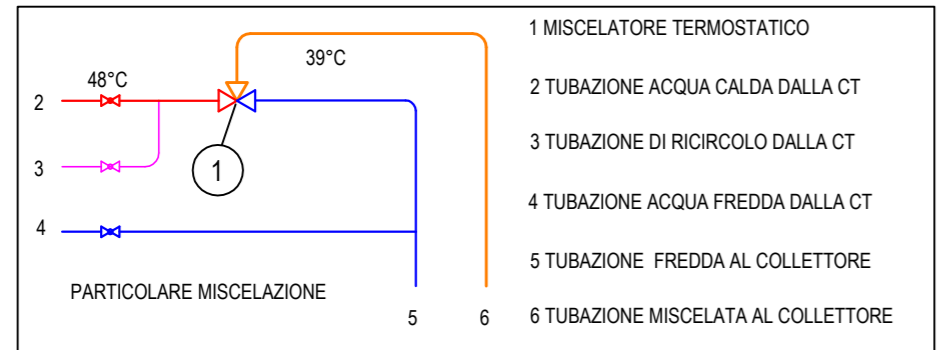 1 MISCELATORE TERMOSTATICO
39°C
48°C
2 TUBAZIONE ACQUA CALDA DALLA CT
2
3 TUBAZIONE DI RICIRCOLO DALLA CT
3
1
4 TUBAZIONE ACQUA FREDDA DALLA CT
4
5 TUBAZIONE FREDDA AL COLLETTORE
PARTICOLARE MISCELAZIONE
5
6
6 TUBAZIONE MISCELATA AL COLLETTORE